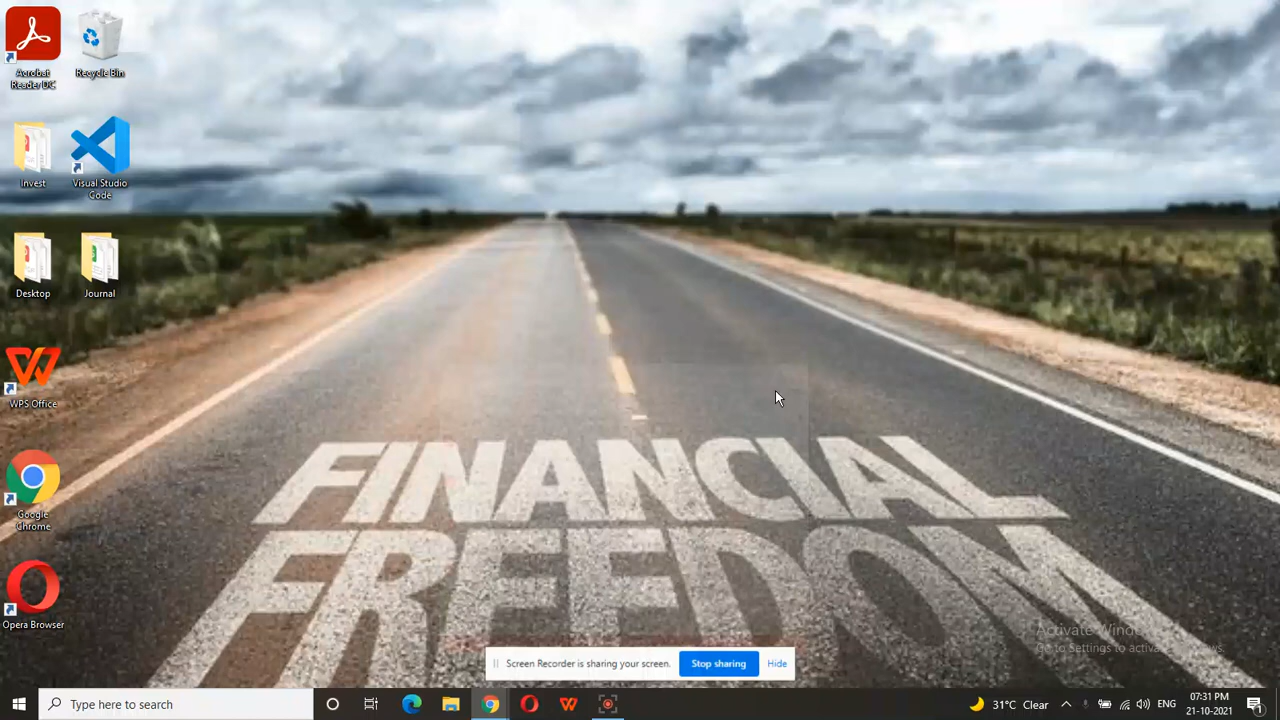 Acrobat
Reader DC
Recycle Bin
Invest
Visual Studio
Code
Desktop
Journal
WPS Office
Google
Chrome
Opera Browser
FINANCIAL
FREEDOM
Activate Windows
Go to Settings to activate Windows.
Screen Recorder is sharing your screen.
Stop sharing
Hide
Type here to search
31°C Clear
ENG
07:31 PM
21-10-2021
1